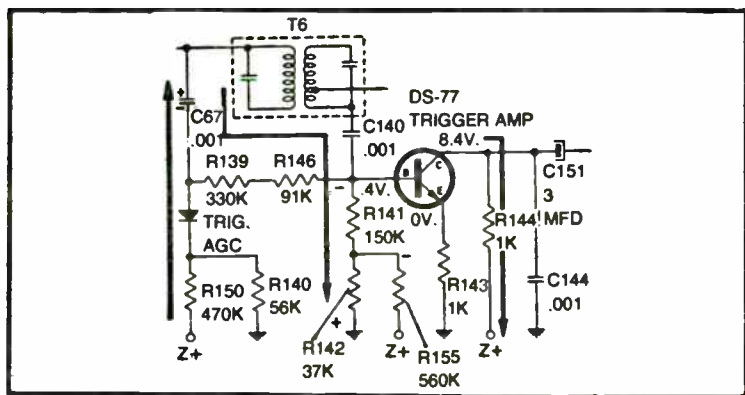 T6
DS-77
TRIGGER AMP
8.4V.
+
-
C67
.001
C140
.001
C151
3
MFD
R139
330K
R146
91K
-
.4V.
B
C
E
0V.
R141
150K
R144
1K
TRIG.
AGC
R150
470K
R140
56K
-
+
R143
1K
C144
.001
Z+
R142
37K
Z+
R155
560K
Z+